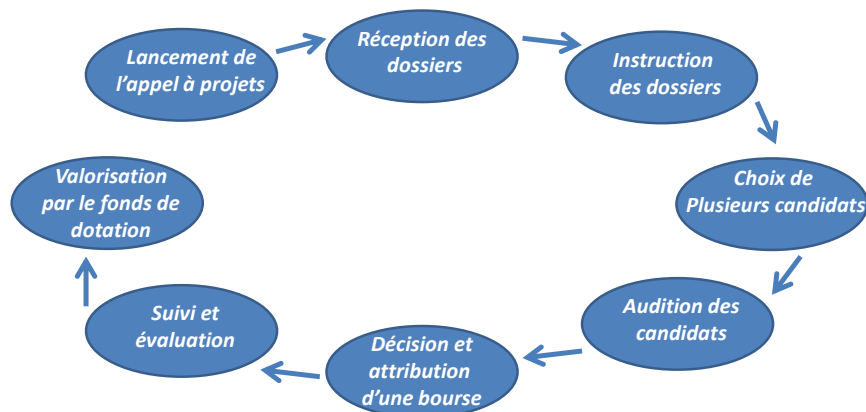 Lancement de
l'appel à projets
Réception des
dossiers
Instruction
des dossiers
Choix de
Plusieurs candidats
Audition des
candidats
Décision et
attribution
d'une bourse
Suivi et
évaluation
Valorisation
par le fonds de
dotation